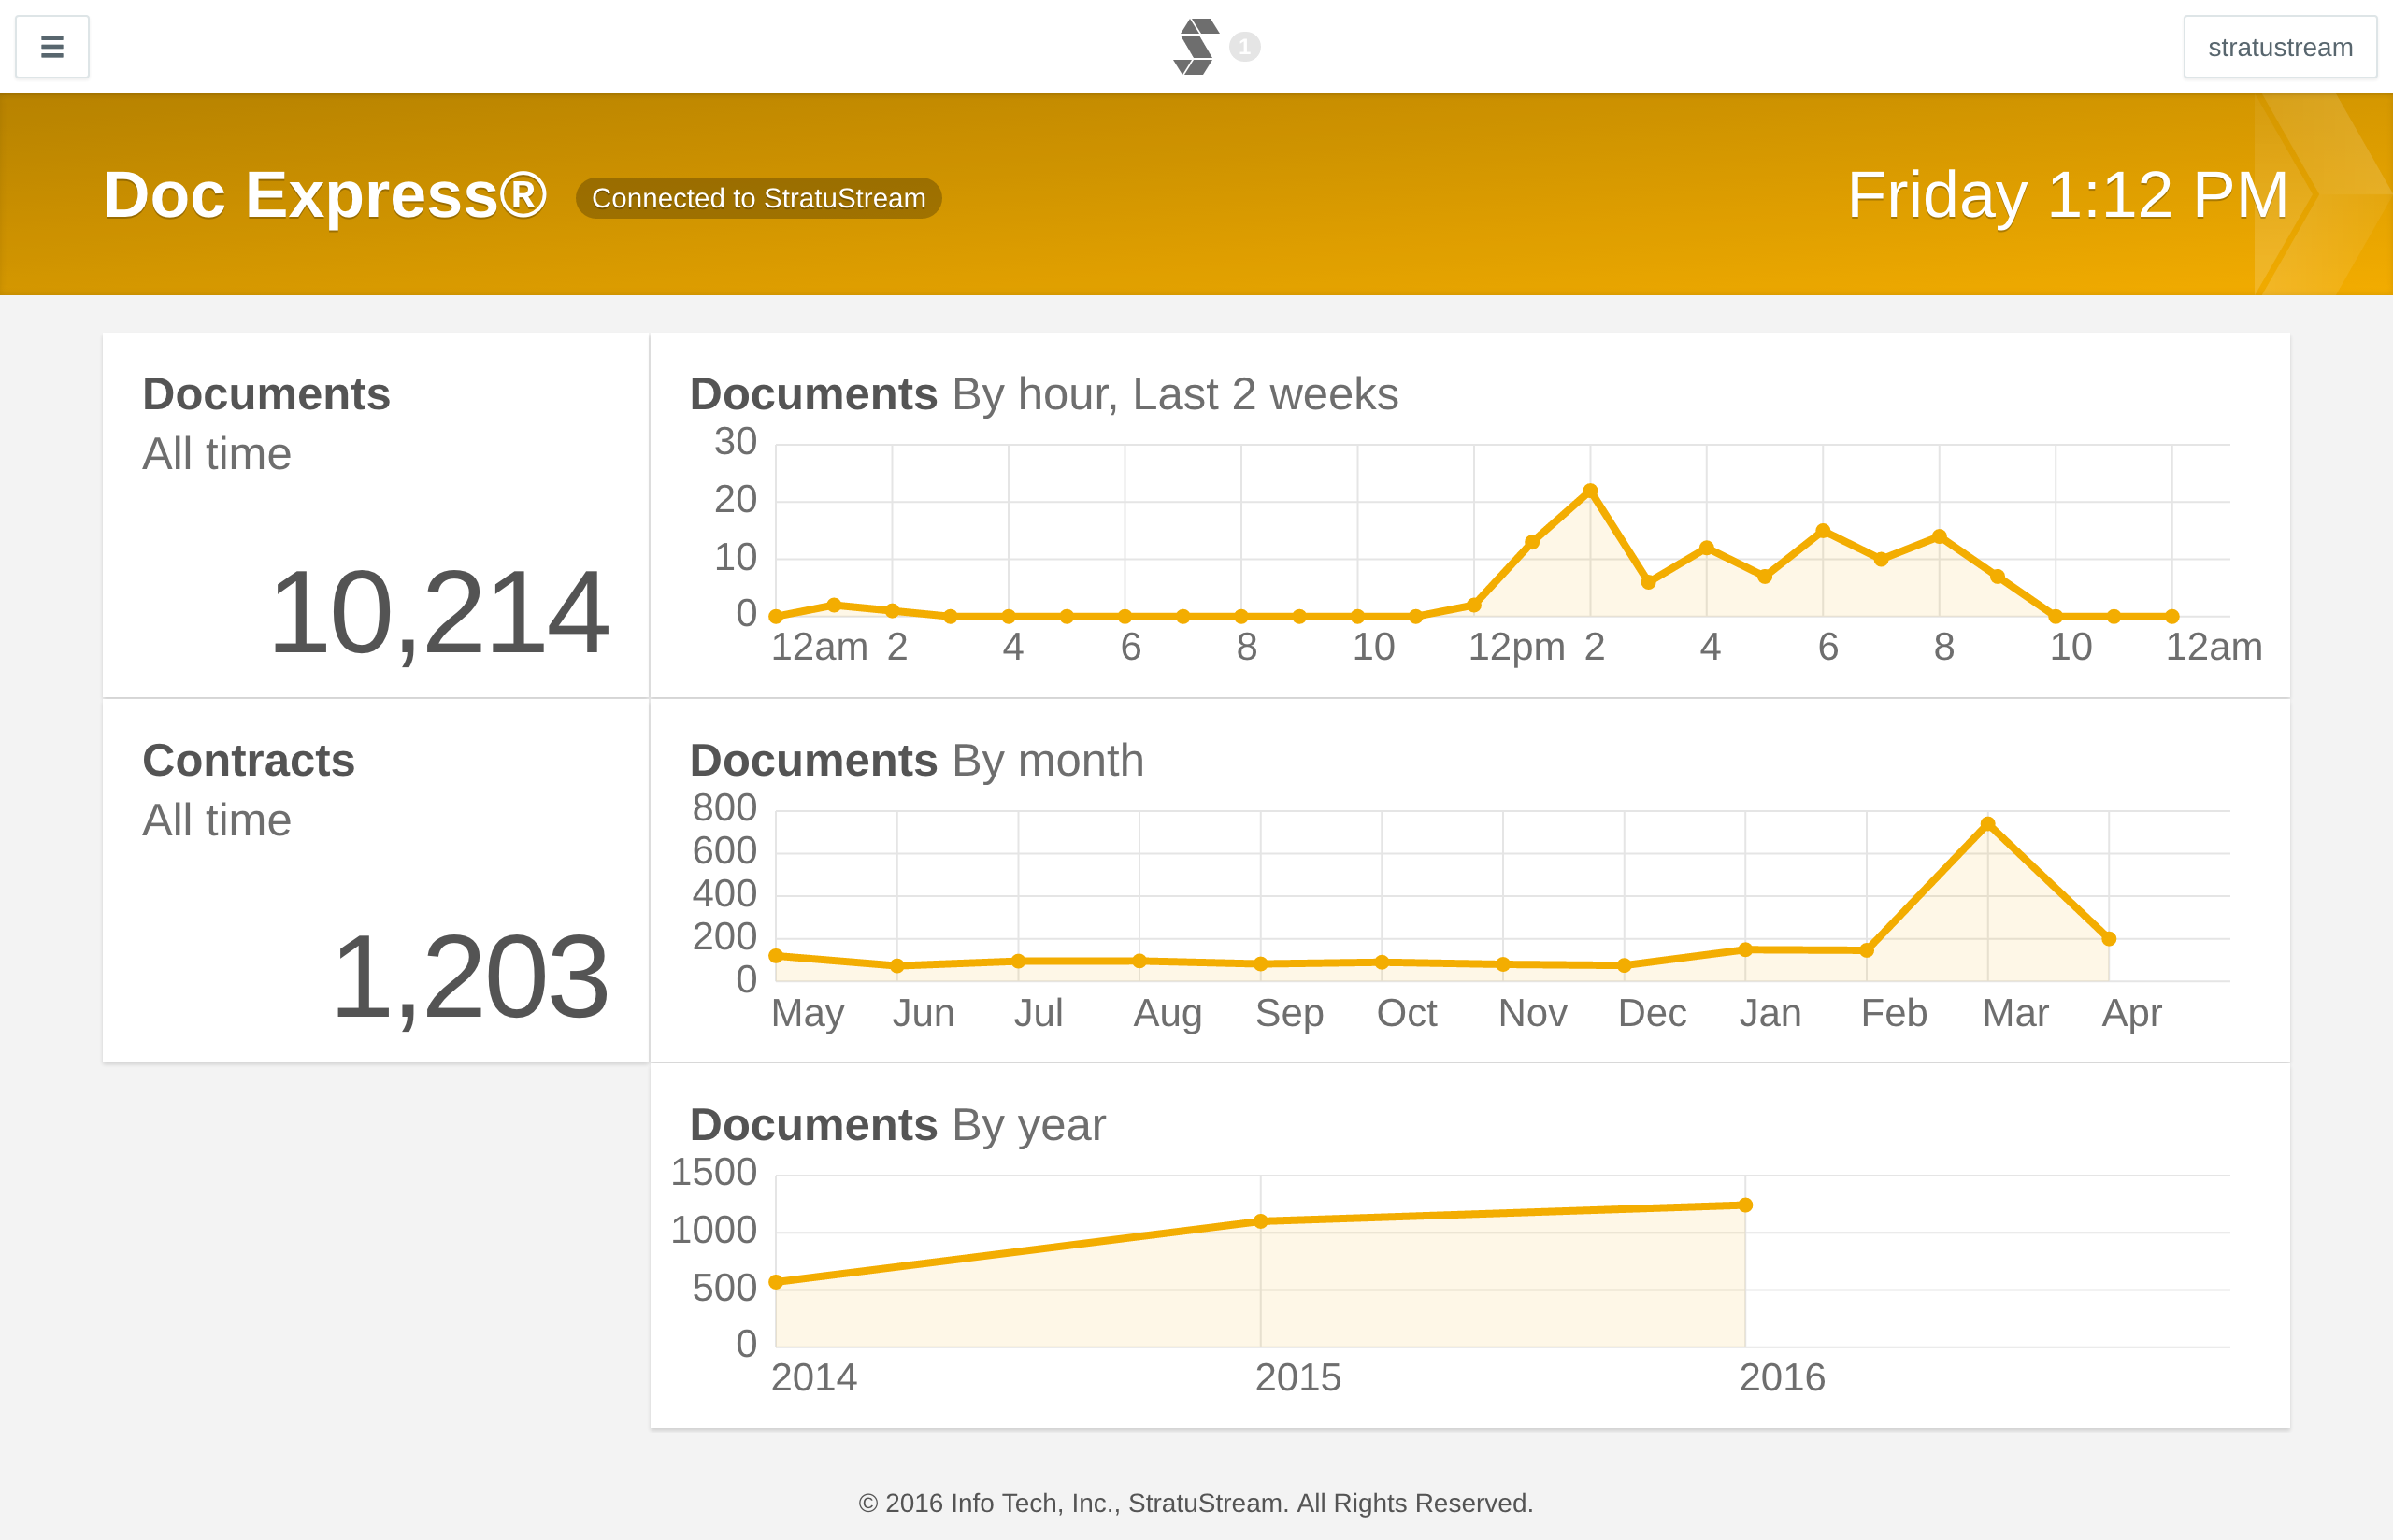 ☰
1
stratustream
Doc Express®
Connected to StratuStream
Friday 1:12 PM
Documents
All time
10,214
Documents By hour, Last 2 weeks
30
20
10
0
12am 2 4 6 8 10 12pm 2 4 6 8 10 12am
Contracts
All time
1,203
Documents By month
800
600
400
200
0
May Jun Jul Aug Sep Oct Nov Dec Jan Feb Mar Apr
Documents By year
1500
1000
500
0
2014 2015 2016
© 2016 Info Tech, Inc., StratuStream. All Rights Reserved.